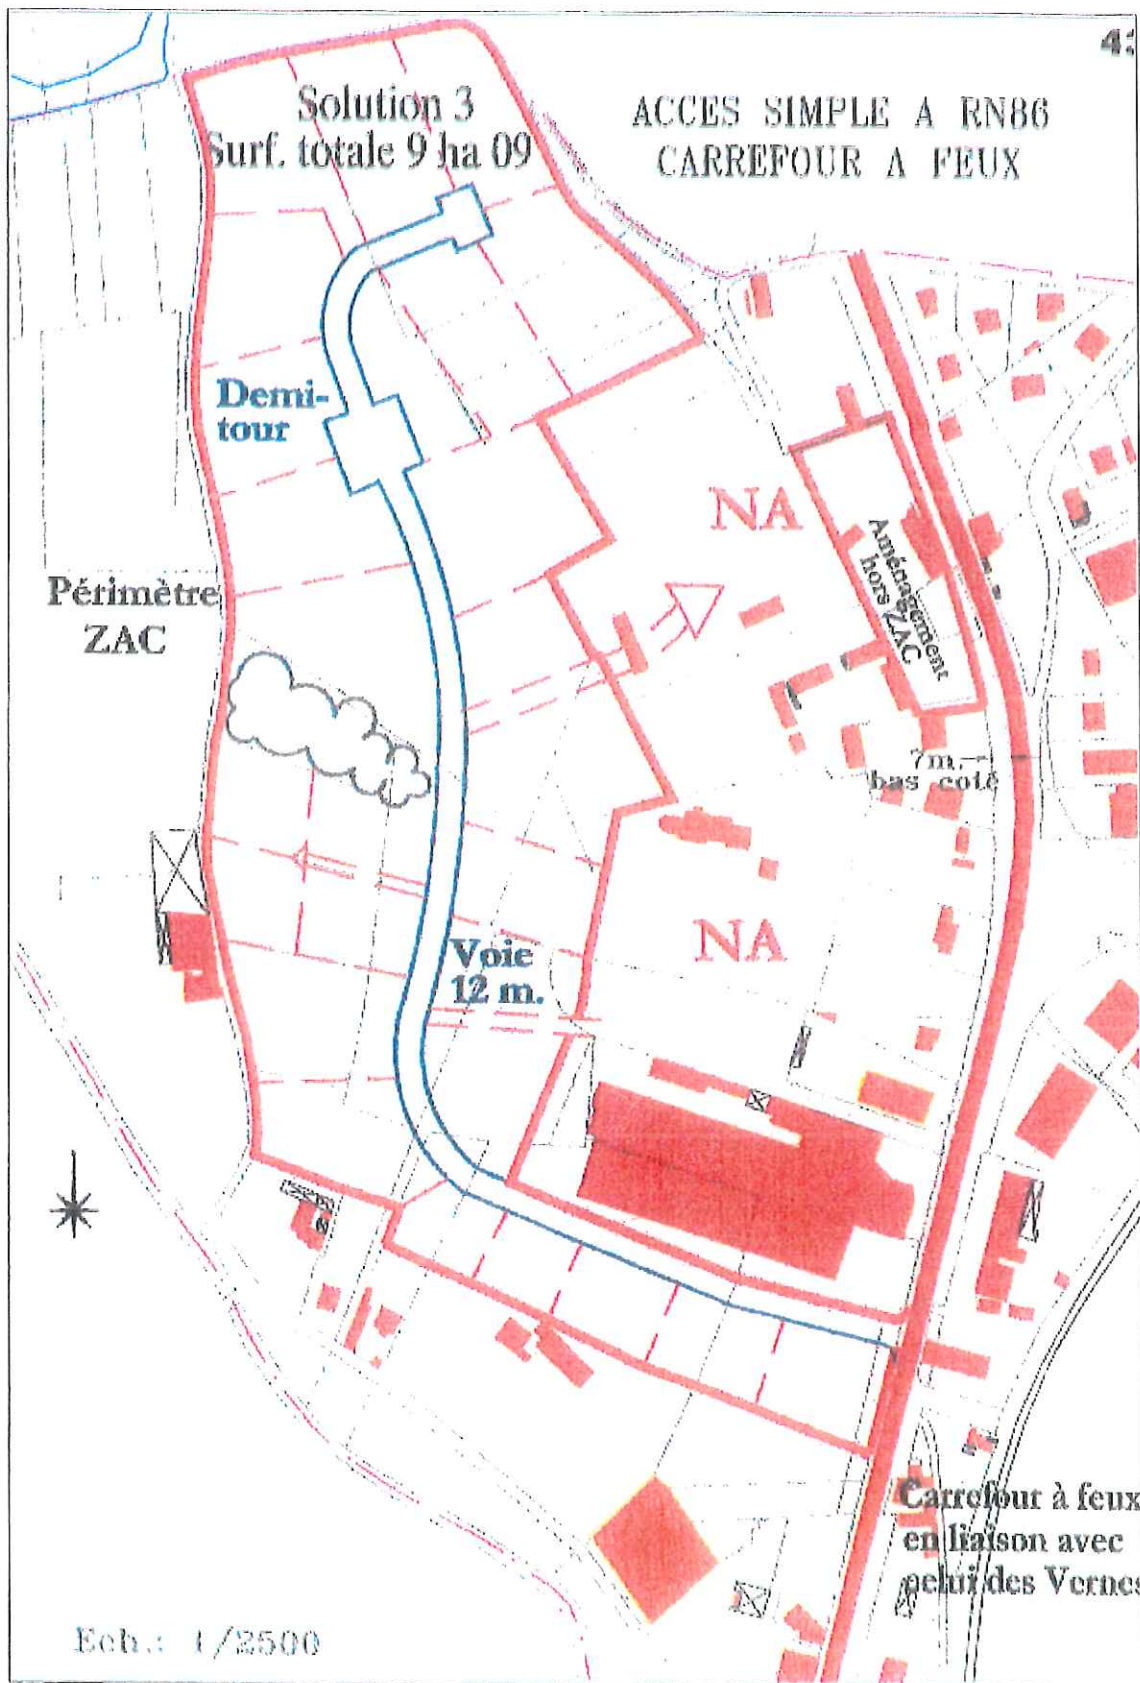 Solution 3
Surf. totale 9 ha 09
ACCES SIMPLE A RN86
CARREFOUR A FEUX
Demi-
tour
NA
Aménagement
hors ZAC
Périmètre
ZAC
7m.
bas coté
NA
Voie
12 m.
Carrefour à feux
en liaison avec
celui des Vernes
Ech.: 1/2500